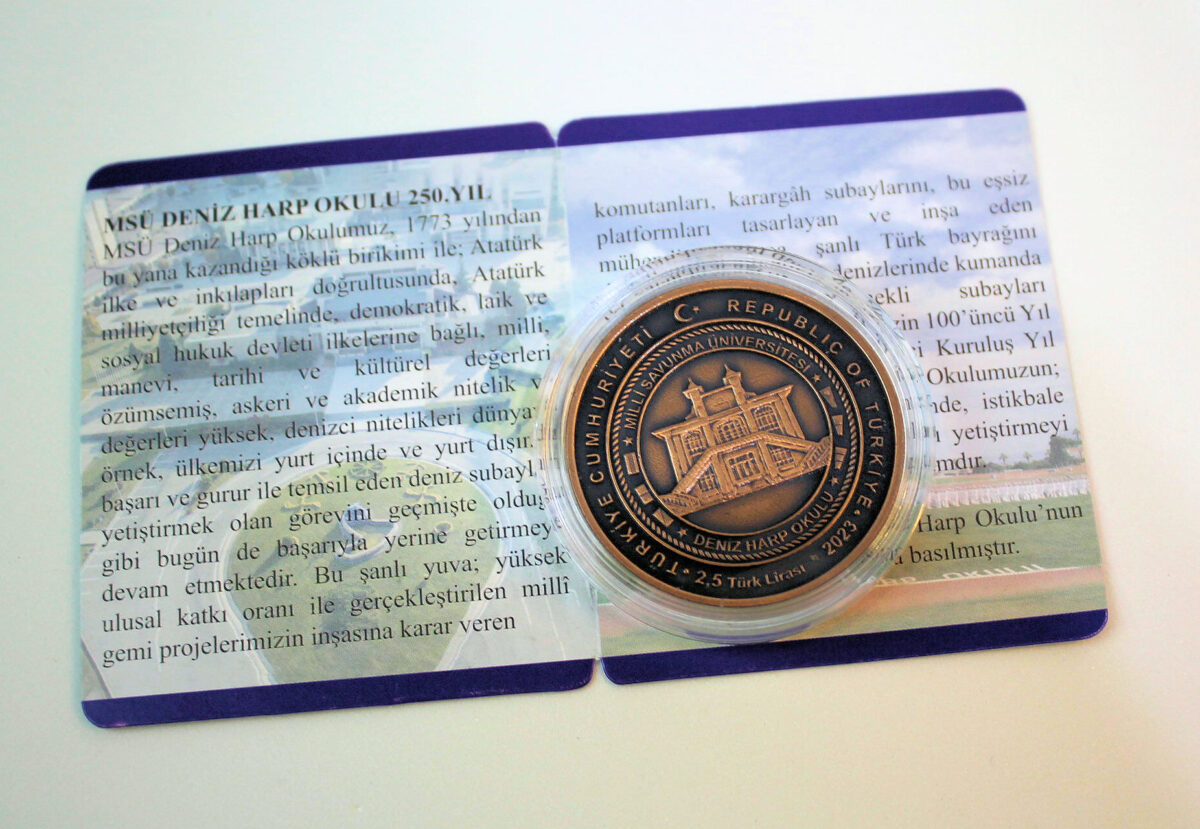 MSÜ DENİZ HARP OKULU 250.YIL
MSÜ Deniz Harp Okulumuz, 1773 yılından
bu yana kazandığı köklü birikimi ile; Atatürk
ilke ve inkılapları doğrultusunda, Atatürk
milliyetçiliği temelinde, demokratik, laik ve
sosyal hukuk devleti ilkelerine bağlı, milli,
manevi, tarihi ve kültürel değerleri
özümsemiş, askeri ve akademik nitelik v
değerleri yüksek, denizci nitelikleri dünya
örnek, ülkemizi yurt içinde ve yurt dışın
başarı ve gurur ile temsil eden deniz subayl
yetiştirmek olan görevini geçmişte olduğ
gibi bugün de başarıyla yerine getirmey
devam etmektedir. Bu şanlı yuva; yüksek
ulusal katkı oranı ile gerçekleştirilen millî
gemi projelerimizin inşasına karar veren
komutanları, karargâh subaylarını, bu eşsiz
platformları tasarlayan ve inşa eden
şanlı Türk bayrağını
denizlerinde kumanda
subayları
100'üncü Yıl
Kuruluş Yıl
Okulumuzun;
istikbale
yetiştirmeyi
Harp Okulu'nun
basılmıştır.
TÜRKİYE CUMHURİYETİ
REPUBLIC OF TÜRKİYE
MİLLİ SAVUNMA ÜNİVERSİTESİ
DENİZ HARP OKULU
2,5 Türk Lirası
2023
OKULU